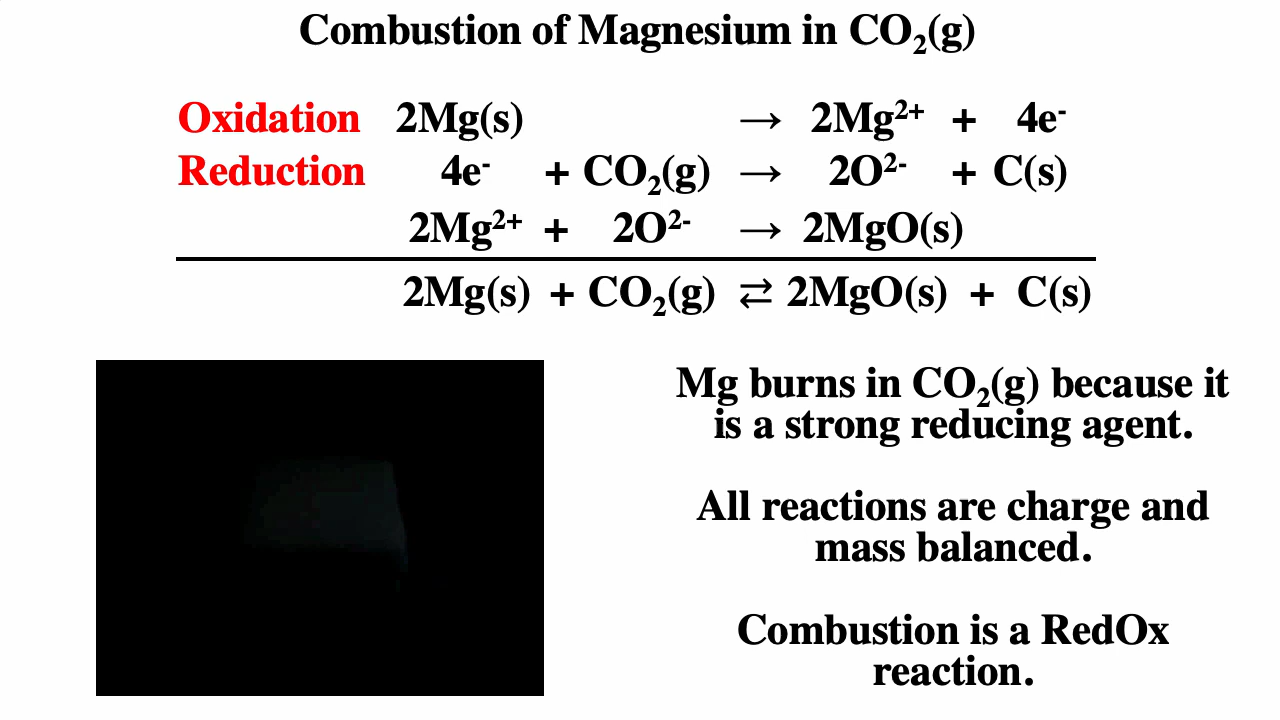 Combustion of Magnesium in CO₂(g)
Oxidation 2Mg(s) → 2Mg²⁺ + 4e⁻
Reduction 4e⁻ + CO₂(g) → 2O²⁻ + C(s)
2Mg²⁺ + 2O²⁻ → 2MgO(s)
2Mg(s) + CO₂(g) ⇄ 2MgO(s) + C(s)
Mg burns in CO₂(g) because it
is a strong reducing agent.
All reactions are charge and
mass balanced.
Combustion is a RedOx
reaction.